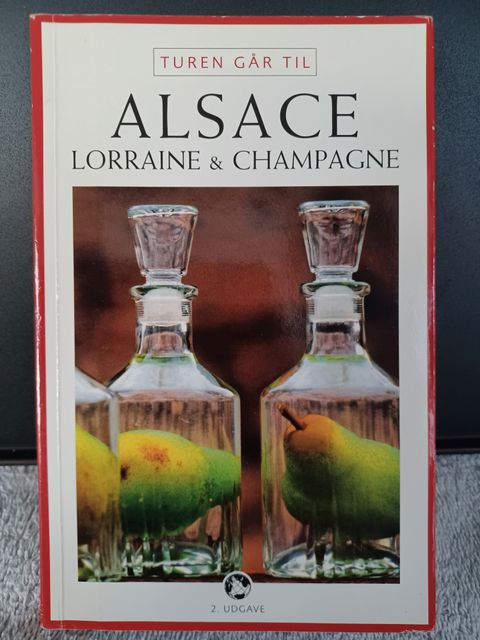 TUREN GÅR TIL
ALSACE
LORRAINE & CHAMPAGNE
2. UDGAVE